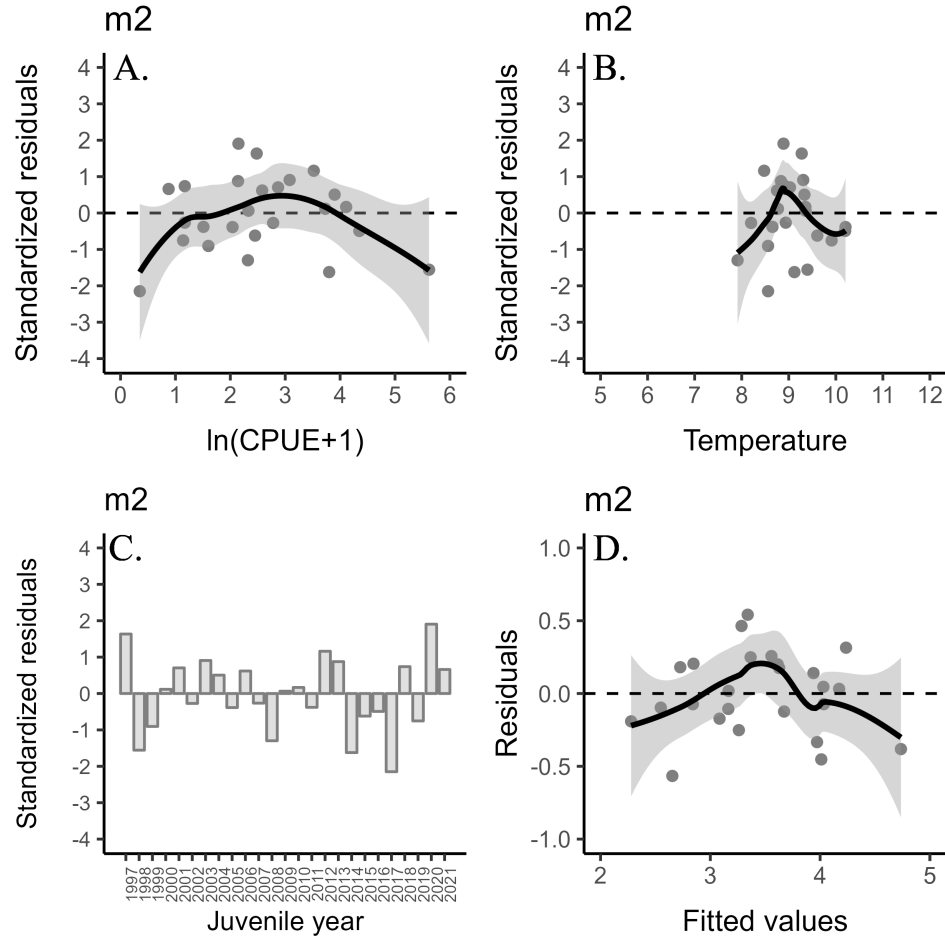 m2
A.
Standardized residuals
4
3
2
1
0
-1
-2
-3
-4
0 1 2 3 4 5 6
ln(CPUE+1)
m2
B.
Standardized residuals
4
3
2
1
0
-1
-2
-3
-4
5 6 7 8 9 10 11 12
Temperature
m2
C.
Standardized residuals
4
3
2
1
0
-1
-2
-3
-4
1997 1998 1999 2000 2001 2002 2003 2004 2005 2006 2007 2008 2009 2010 2011 2012 2013 2014 2015 2016 2017 2018 2019 2020 2021
Juvenile year
m2
D.
Residuals
1.0
0.5
0.0
-0.5
-1.0
2 3 4 5
Fitted values